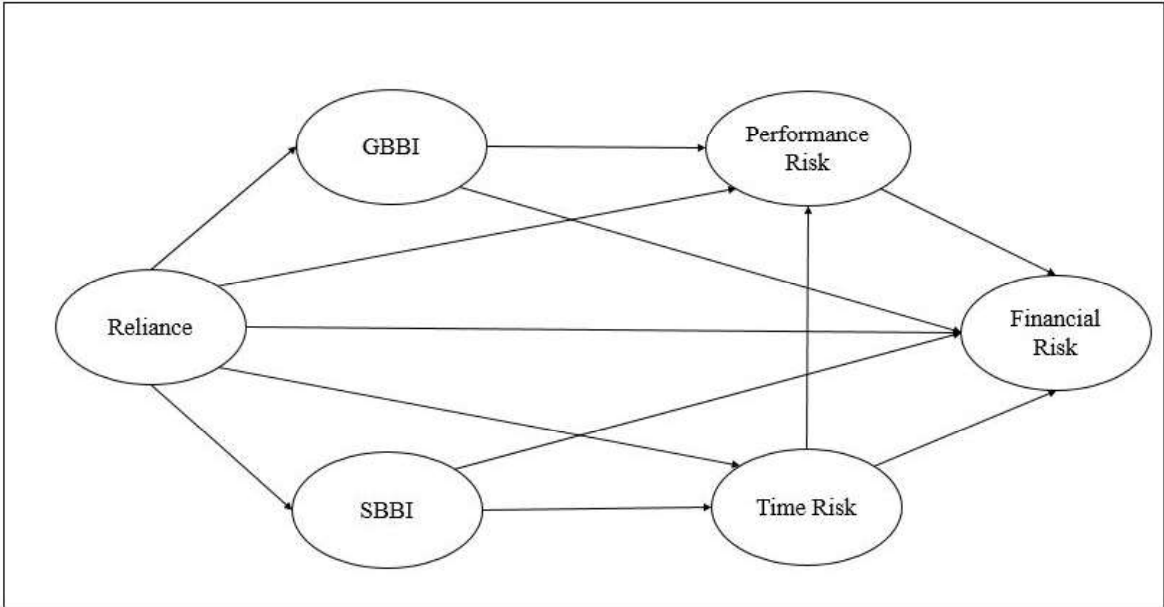 GBBI
Performance
Risk
Reliance
Financial
Risk
SBBI
Time Risk